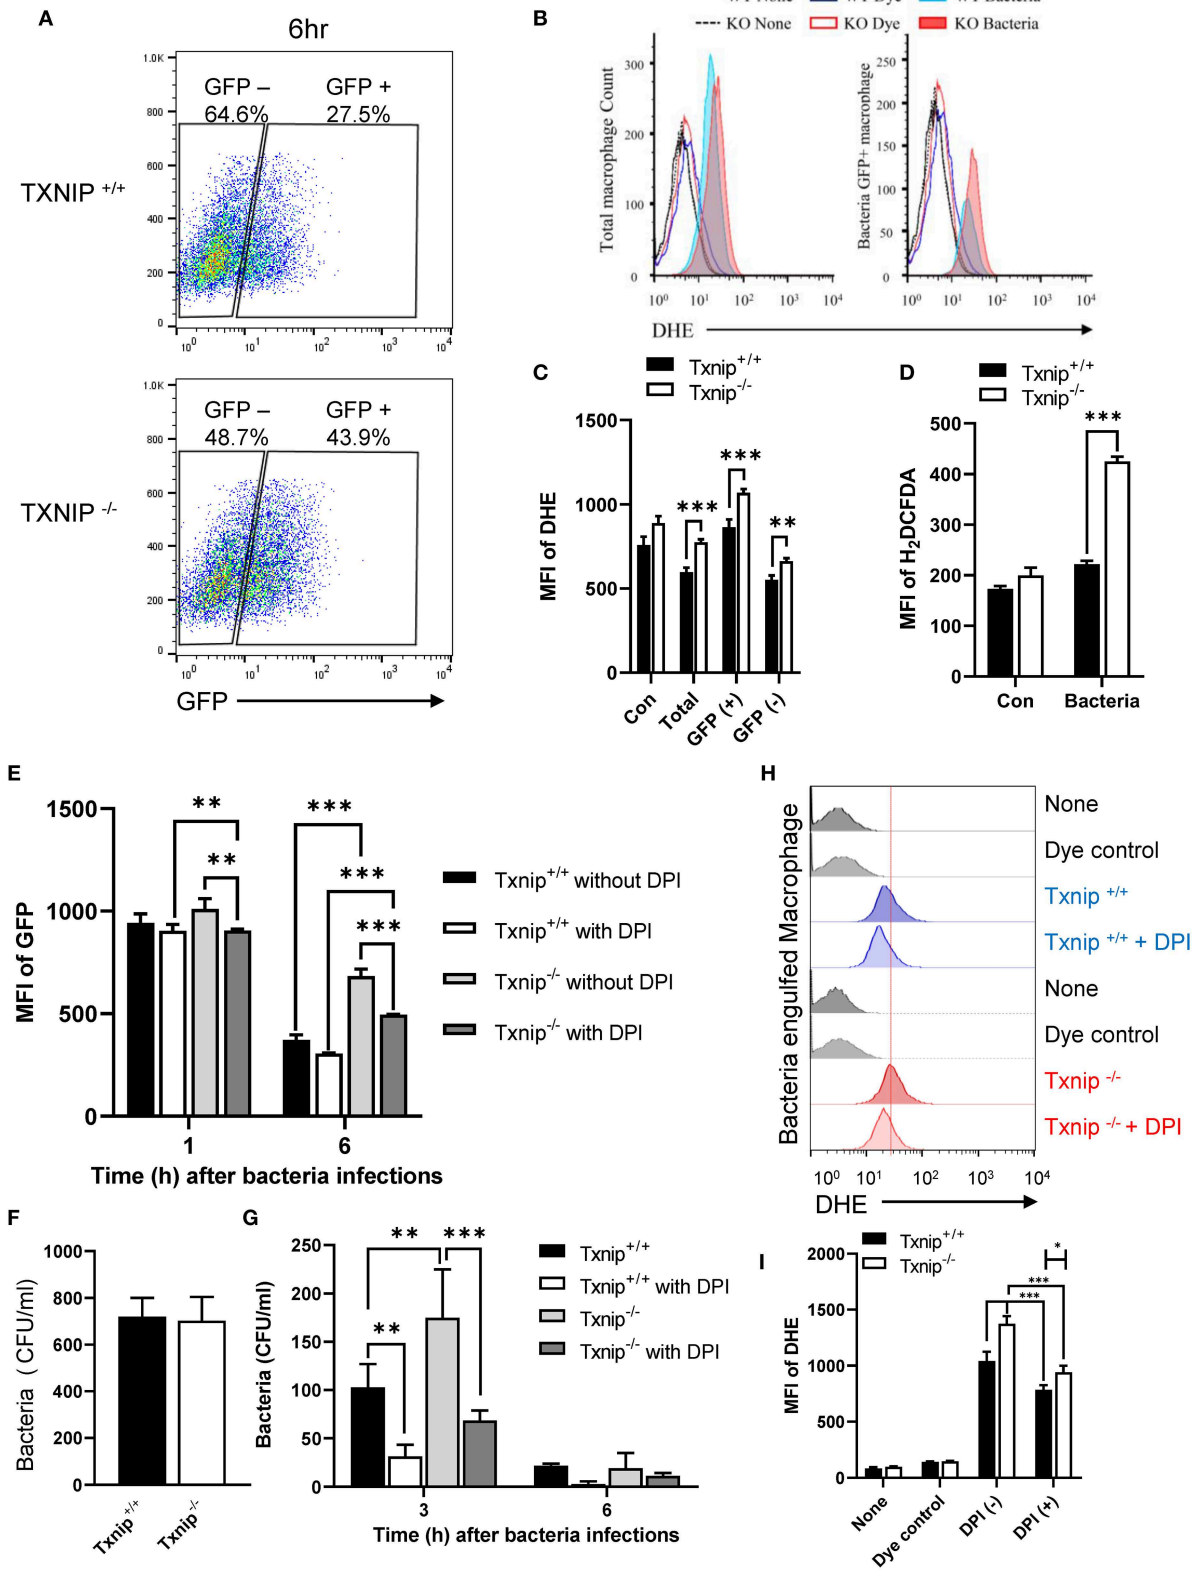 A
6hr
TXNIP +/+
1.0K
800
600
400
200
0
GFP –
64.6%
GFP +
27.5%
10^0 10^1 10^2 10^3 10^4
TXNIP -/-
1.0K
800
600
400
200
0
GFP –
48.7%
GFP +
43.9%
10^0 10^1 10^2 10^3 10^4
GFP
B
KO None KO Dye KO Bacteria
Total macrophage Count
300
200
100
0
10^0 10^1 10^2 10^3 10^4
Bacteria GFP+ macrophage
250
200
150
100
50
0
10^0 10^1 10^2 10^3 10^4
DHE
C
Txnip+/+
Txnip-/-
MFI of DHE
1500
1000
500
0
***
***
**
Con Total GFP (+) GFP (-)
D
Txnip+/+
Txnip-/-
MFI of H2DCFDA
500
400
300
200
100
0
***
Con Bacteria
E
MFI of GFP
1500
1000
500
0
**
**
***
***
***
1 6
Time (h) after bacteria infections
Txnip+/+ without DPI
Txnip+/+ with DPI
Txnip-/- without DPI
Txnip-/- with DPI
H
Bacteria engulfed Macrophage
None
Dye control
Txnip +/+
Txnip +/+ + DPI
None
Dye control
Txnip -/-
Txnip -/- + DPI
10^0 10^1 10^2 10^3 10^4
DHE
F
Bacteria ( CFU/ml)
1000
800
600
400
200
0
Txnip+/+ Txnip-/-
G
Bacteria (CFU/ml)
250
200
150
100
50
0
**
***
**
3 6
Time (h) after bacteria infections
Txnip+/+
Txnip+/+ with DPI
Txnip-/-
Txnip-/- with DPI
I
Txnip+/+
Txnip-/-
MFI of DHE
2000
1500
1000
500
0
*
***
***
None Dye control DPI (-) DPI (+)